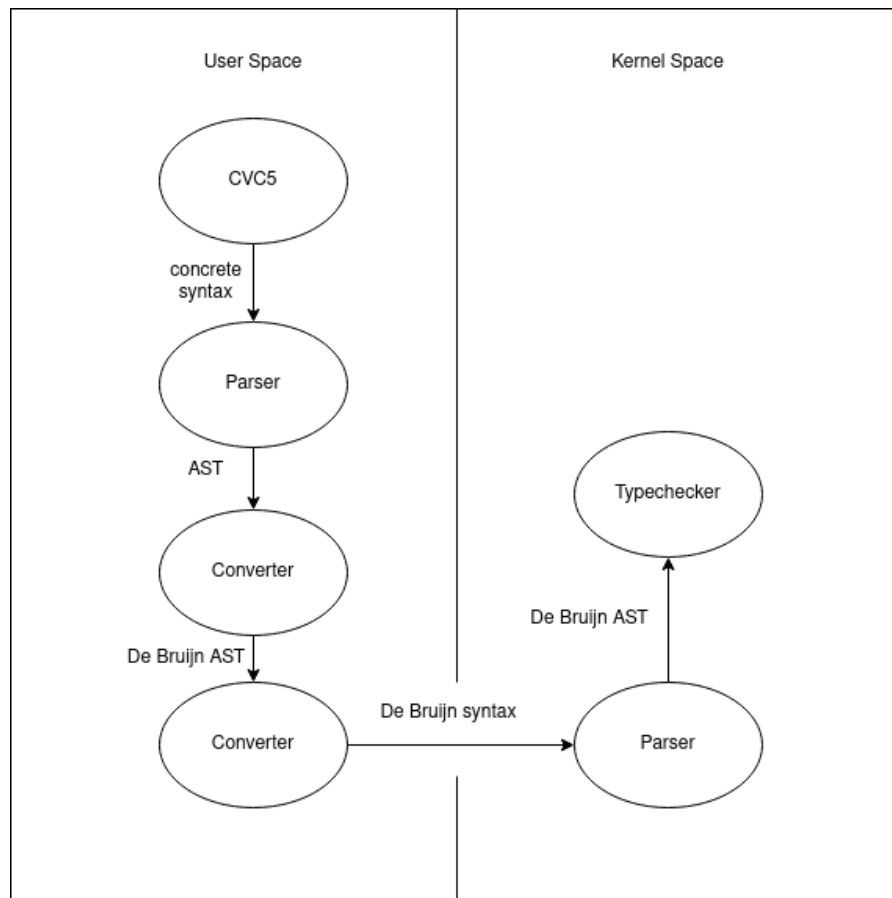 User Space
Kernel Space
CVC5
concrete
syntax
Parser
AST
Converter
De Bruijn AST
Converter
De Bruijn syntax
Parser
De Bruijn AST
Typechecker